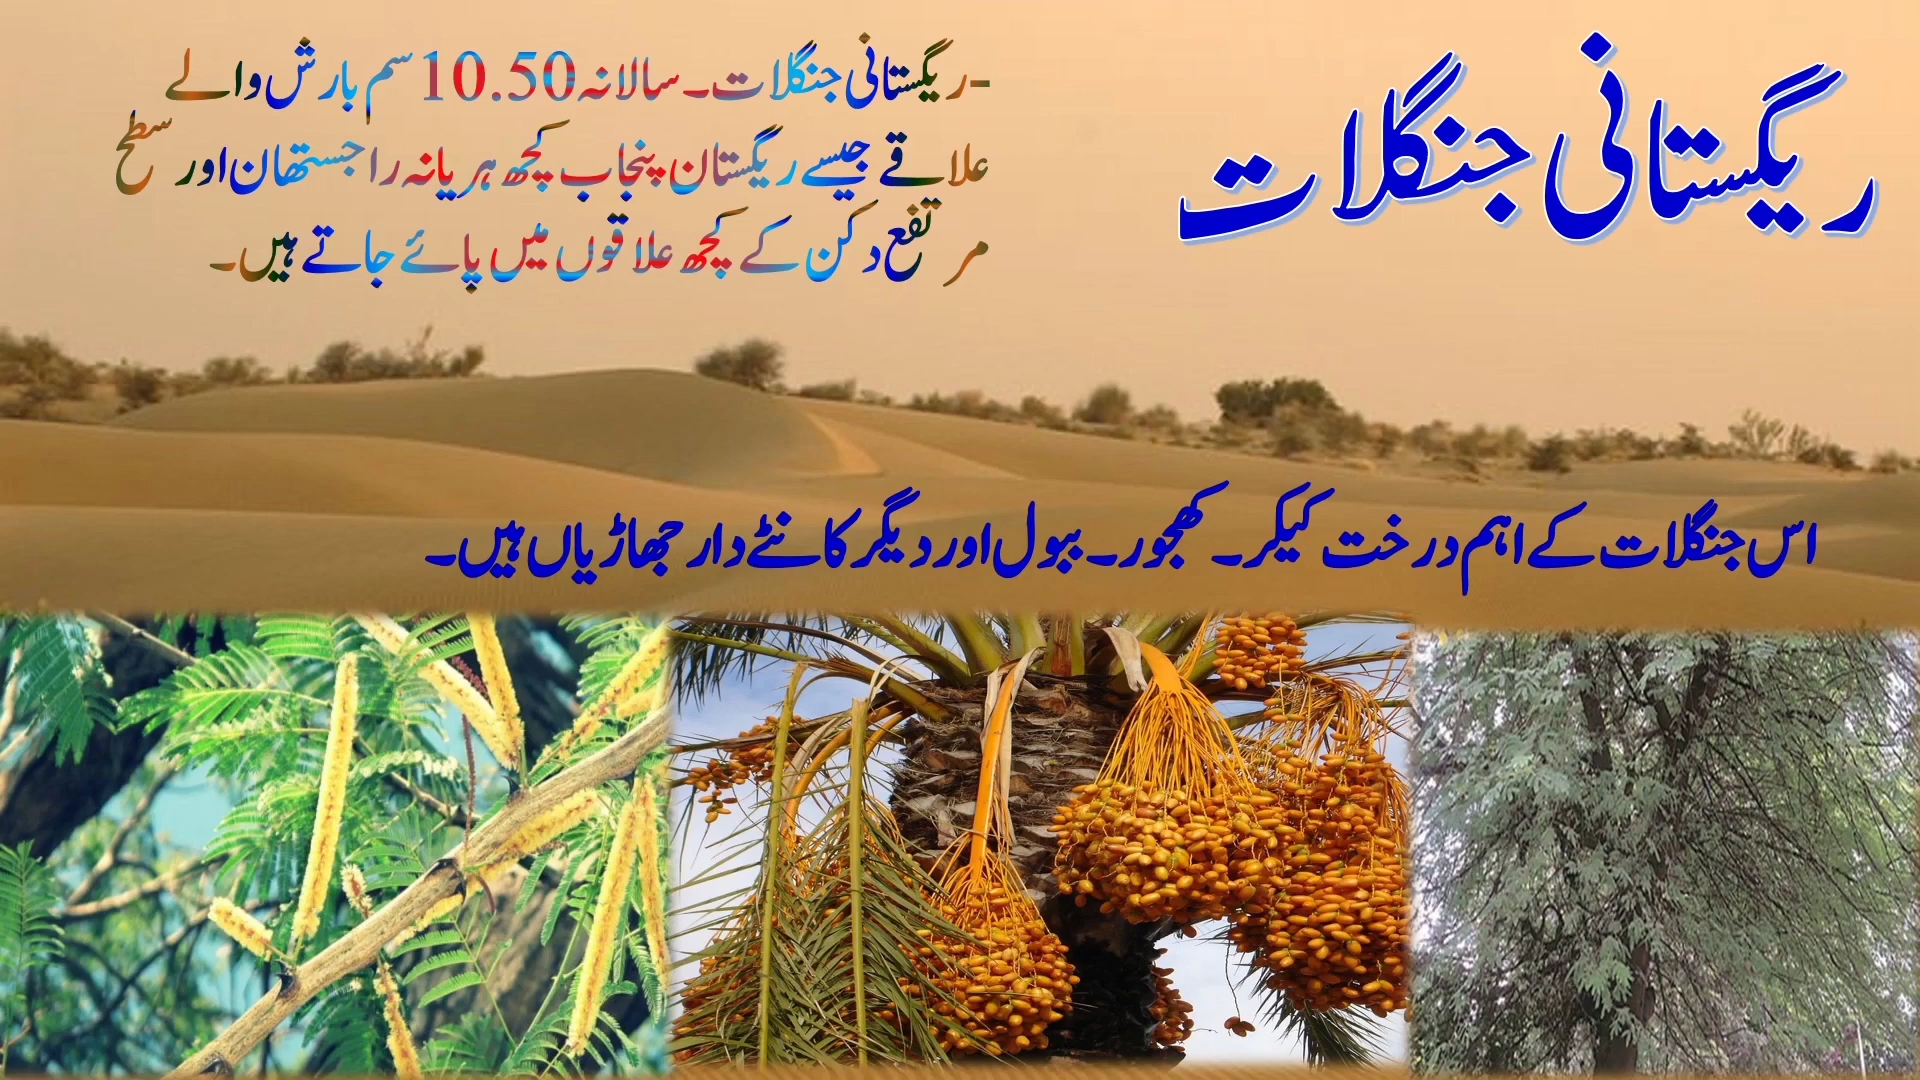 ریگستانی جنگلات
-ریگستانی جنگلات۔ سالانہ 10.50 سم بارش والے
علاقے جیسے ریگستان پنجاب کچھ ہریانہ راجستھان اور سطح
مرتفع دکن کے کچھ علاقوں میں پائے جاتے ہیں۔
اس جنگلات کے اہم درخت کیکر۔ کھجور۔ ببول اور دیگر کانٹے دار جھاڑیاں ہیں۔